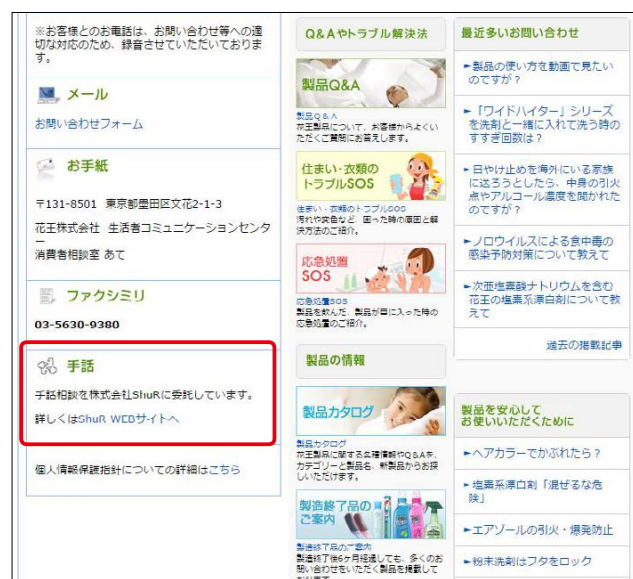 ※お客様とのお電話は、お問い合わせ等への適
切な対応のため、録音させていただいておりま
す。
メール
お問い合わせフォーム
お手紙
〒131-8501 東京都墨田区文花2-1-3
花王株式会社 生活者コミュニケーションセンタ
ー
消費者相談室 あて
ファクシミリ
03-5630-9380
手話
手話相談を株式会社ShuRに委託しています。
詳しくはShuR WEBサイトへ
個人情報保護指針についての詳細はこちら
Q&Aやトラブル解決法
製品Q&A
製品Q&A
花王製品について、お客様からよくい
ただくご質問にお答えします。
住まい・衣類の
トラブルSOS
住まい・衣類のトラブルSOS
汚れや変色など、困った時の原因と解
決方法のご紹介。
応急処置
SOS
応急処置SOS
製品を飲んだ、製品が目に入った時の
応急処置のご紹介。
製品の情報
製品カタログ
製品カタログ
花王製品に関する各種情報やQ&Aを、
カテゴリーと製品名、新製品からお探
しいただけます。
製造終了品の
ご案内
製造終了品のご案内
製造終了後6ヶ月経過しても、多くのお
問い合わせをいただく製品を掲載して
最近多いお問い合わせ
►製品の使い方を動画で見たい
のですが？
►「ワイドハイター」シリーズ
を洗剤と一緒に入れて洗う時の
すすぎ回数は？
►日やけ止めを海外にいる家族
に送ろうとしたら、中身の引火
点やアルコール濃度を聞かれた
のですが？
►ノロウイルスによる食中毒の
感染予防対策について教えて
►次亜塩素酸ナトリウムを含む
花王の塩素系漂白剤について教
えて
過去の掲載記事
製品を安心して
お使いいただくために
►ヘアカラーでかぶれたら？
►塩素系漂白剤「混ぜるな危
険」
►エアゾールの引火・爆発防止
►粉末洗剤はフタをロック